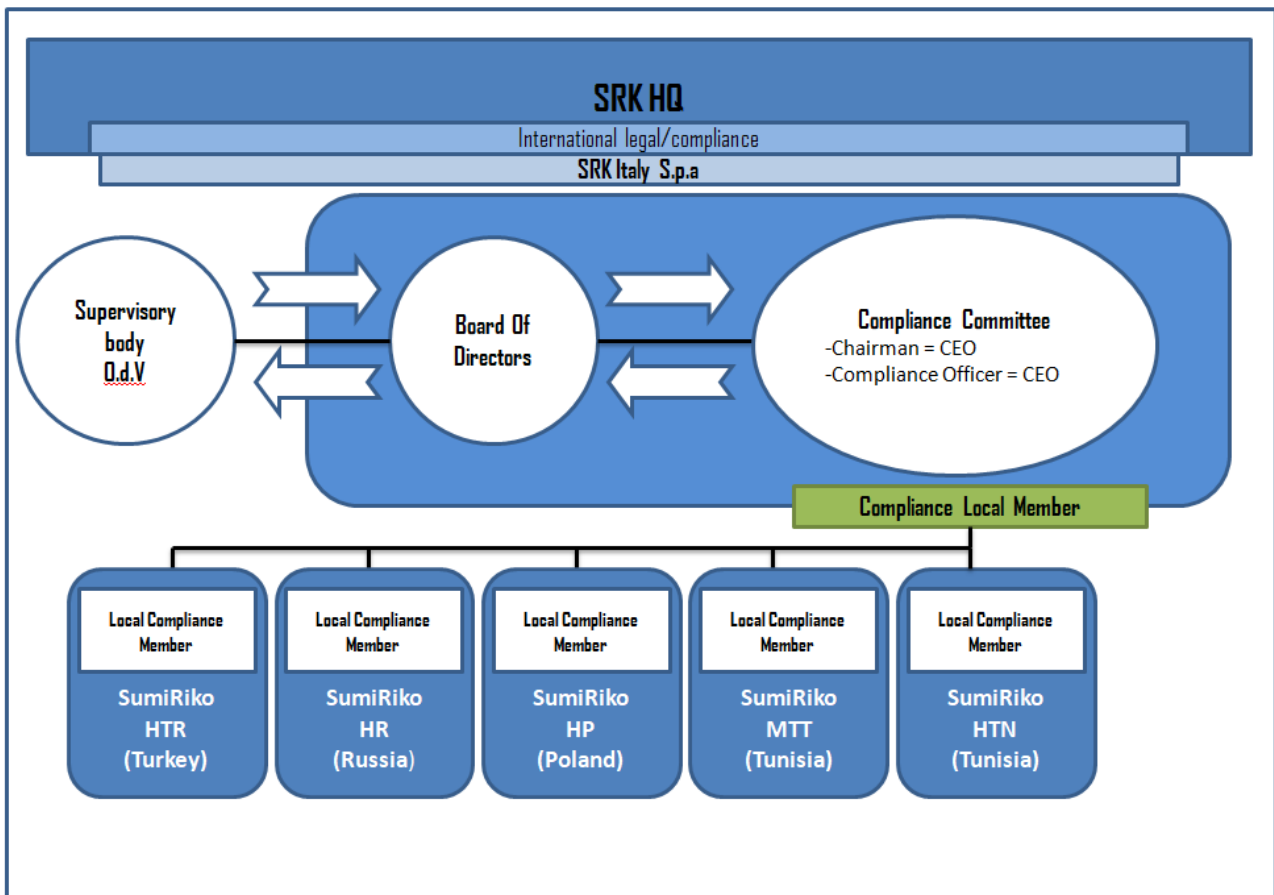 SRK HQ
International legal/compliance
SRK Italy S.p.a
Supervisory
body
O.d.V
Board Of
Directors
Compliance Committee
-Chairman = CEO
-Compliance Officer = CEO
Compliance Local Member
Local Compliance
Member
SumiRiko
HTR
(Turkey)
Local Compliance
Member
SumiRiko
HR
(Russia)
Local Compliance
Member
SumiRiko
HP
(Poland)
Local Compliance
Member
SumiRiko
MTT
(Tunisia)
Local Compliance
Member
SumiRiko
HTN
(Tunisia)